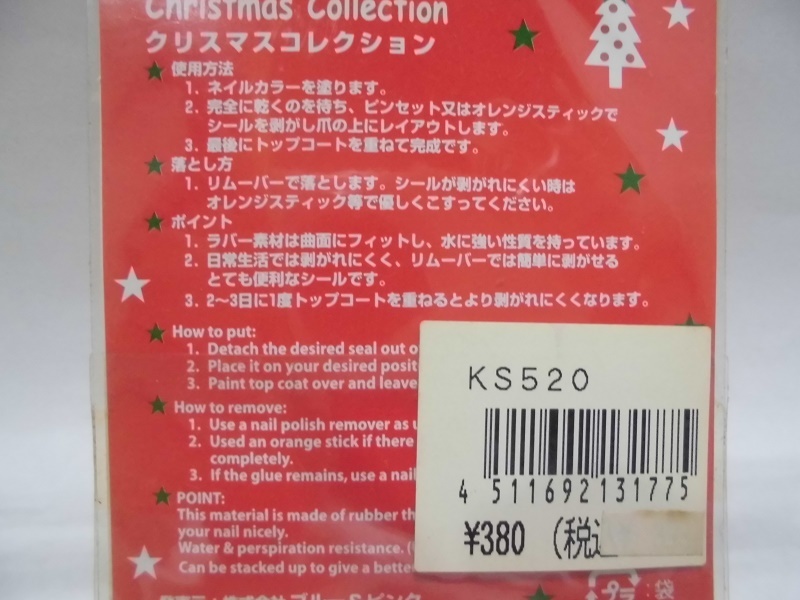 Christmas Collection
クリスマスコレクション
使用方法
1. ネイルカラーを塗ります。
2. 完全に乾くのを待ち、ピンセット又はオレンジスティックで
シールを剥がし爪の上にレイアウトします。
3. 最後にトップコートを重ねて完成です。
落とし方
1. リムーバーで落とします。シールが剥がれにくい時は
オレンジスティック等で優しくこすってください。
ポイント
1. ラバー素材は曲面にフィットし、水に強い性質を持っています。
2. 日常生活では剥がれにくく、リムーバーでは簡単に剥がせる
とても便利なシールです。
3. 2〜3日に1度トップコートを重ねるとより剥がれにくくなります。
How to put:
1. Detach the desired seal out o
2. Place it on your desired posit
3. Paint top coat over and leave
How to remove:
1. Use a nail polish remover as
2. Used an orange stick if there
completely.
3. If the glue remains, use a nail
POINT:
This material is made of rubber th
your nail nicely.
Water & perspiration resistance.
Can be stacked up to give a bette
KS520
4 511692131775
¥380 (税込
プラ :袋